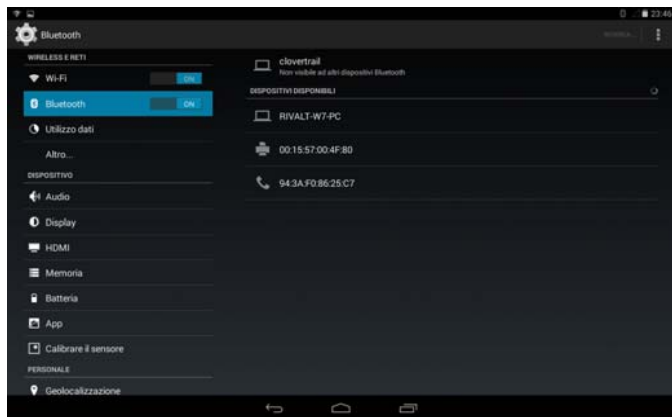 22:46
Bluetooth
WIRELESS E RETI
Wi-Fi
ON
Bluetooth
ON
Utilizzo dati
Altro...
DISPOSITIVO
Audio
Display
HDMI
Memoria
Batteria
App
Calibrare il sensore
PERSONALE
Geolocalizzazione
clovertrail
Non visibile ad altri dispositivi Bluetooth
DISPOSITIVI DISPONIBILI
RIVALT-W7-PC
00:15:57:00:4F:80
94:3A:F0:86:25:C7